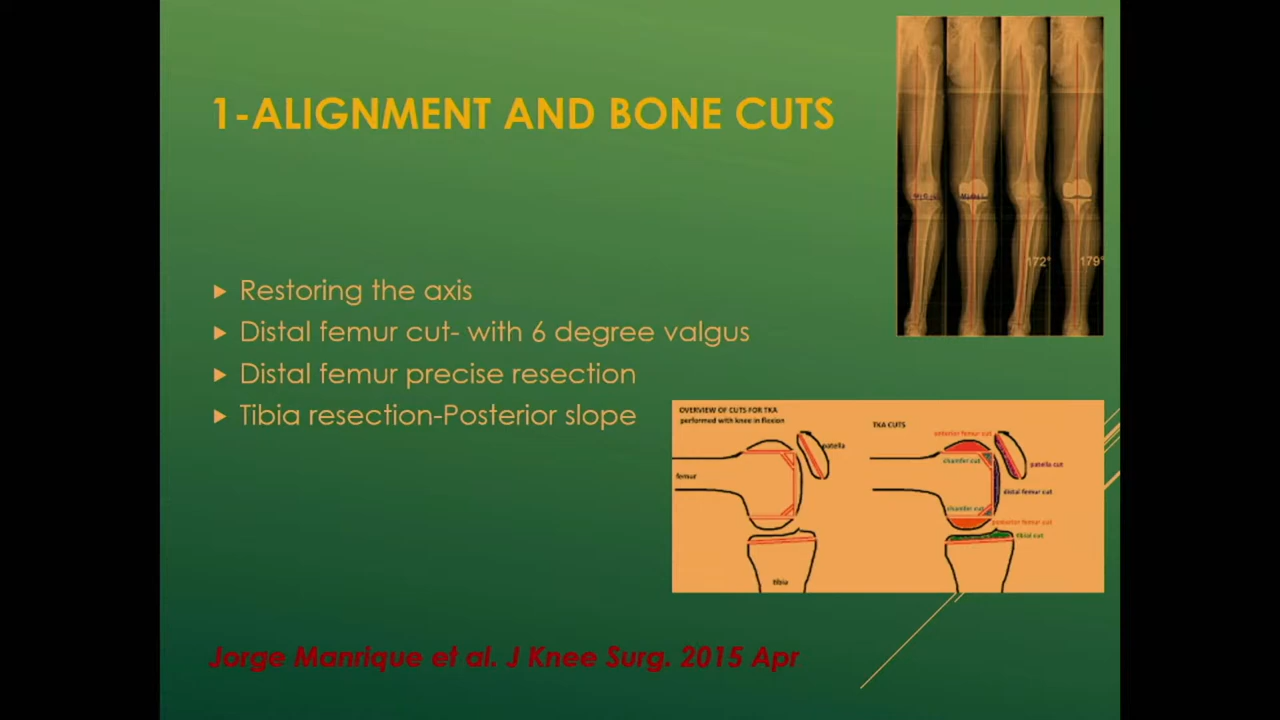 1-ALIGNMENT AND BONE CUTS
Restoring the axis
Distal femur cut- with 6 degree valgus
Distal femur precise resection
Tibia resection-Posterior slope
172°
179°
OVERVIEW OF CUTS FOR TKA
performed with knee in flexion
patella
femur
tibia
TKA CUTS
anterior femur cut
chamfer cut
patella cut
distal femur cut
chamfer cut
posterior femur cut
tibial cut
Jorge Manrique et al. J Knee Surg. 2015 Apr